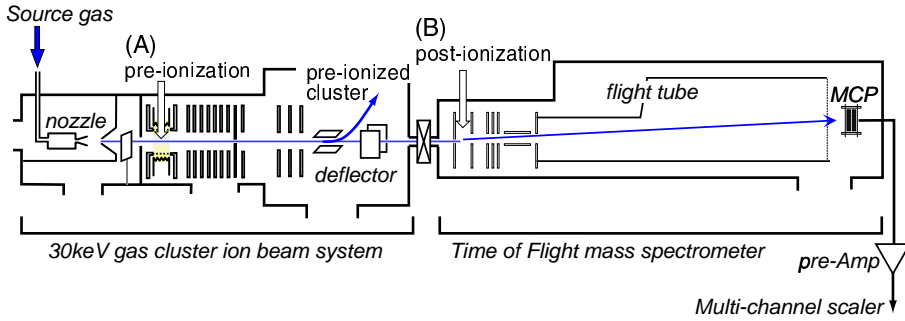 Source gas
(A)
pre-ionization
pre-ionized
cluster
(B)
post-ionization
nozzle
deflector
flight tube
MCP
30keV gas cluster ion beam system
Time of Flight mass spectrometer
pre-Amp
Multi-channel scaler